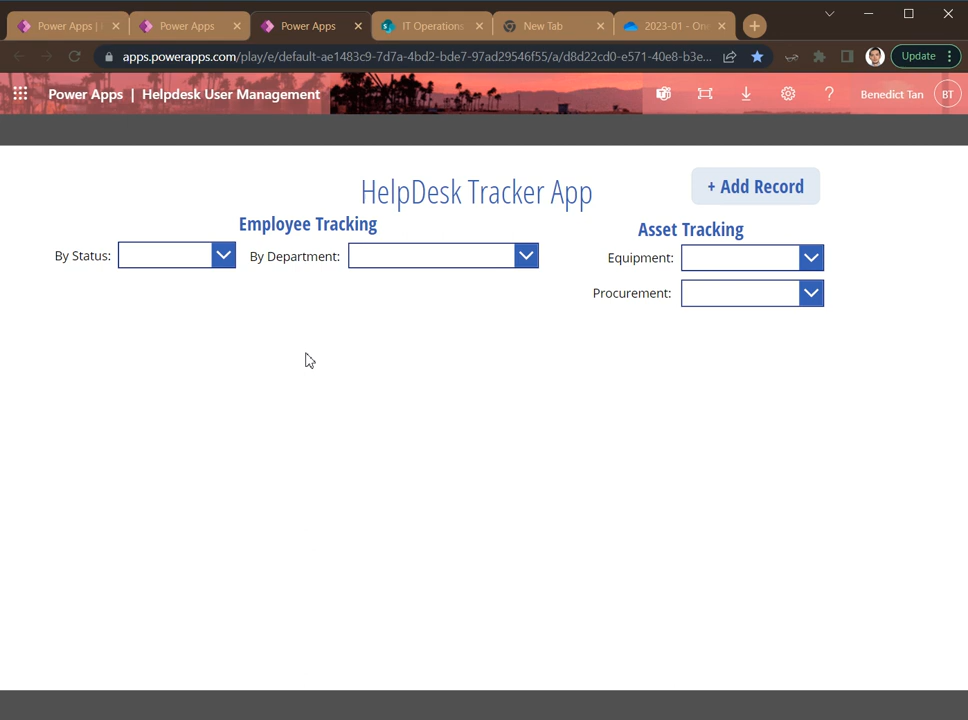 Power Apps |
Power Apps
Power Apps
IT Operations
New Tab
2023-01 - On
apps.powerapps.com/play/e/default-ae1483c9-7d7a-4bd2-bde7-97ad29546f55/a/d8d22cd0-e571-40e8-b3e...
Update
Power Apps | Helpdesk User Management
Benedict Tan
BT
HelpDesk Tracker App
+ Add Record
Employee Tracking
Asset Tracking
By Status:
By Department:
Equipment:
Procurement: